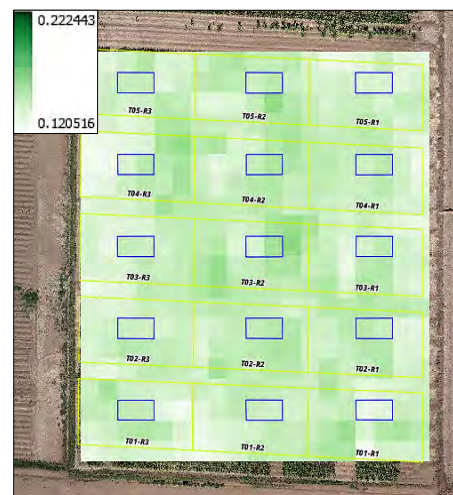 0.222443
0.120516
T05-R3
T05-R2
T05-R1
T04-R3
T04-R2
T04-R1
T03-R3
T03-R2
T03-R1
T02-R3
T02-R2
T02-R1
T01-R3
T01-R2
T01-R1